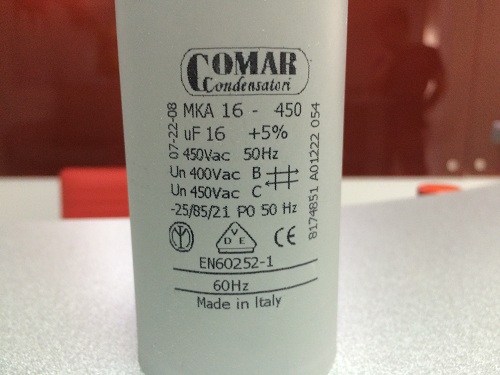 COMAR
Condensatori
MKA 16 - 450
uF 16 +5%
450Vac 50Hz
Un 400Vac B
Un 450Vac C
-25/85/21 PO 50 Hz
VDE
CE
EN60252-1
60Hz
Made in Italy
07-22-08
8174851 A01222 054